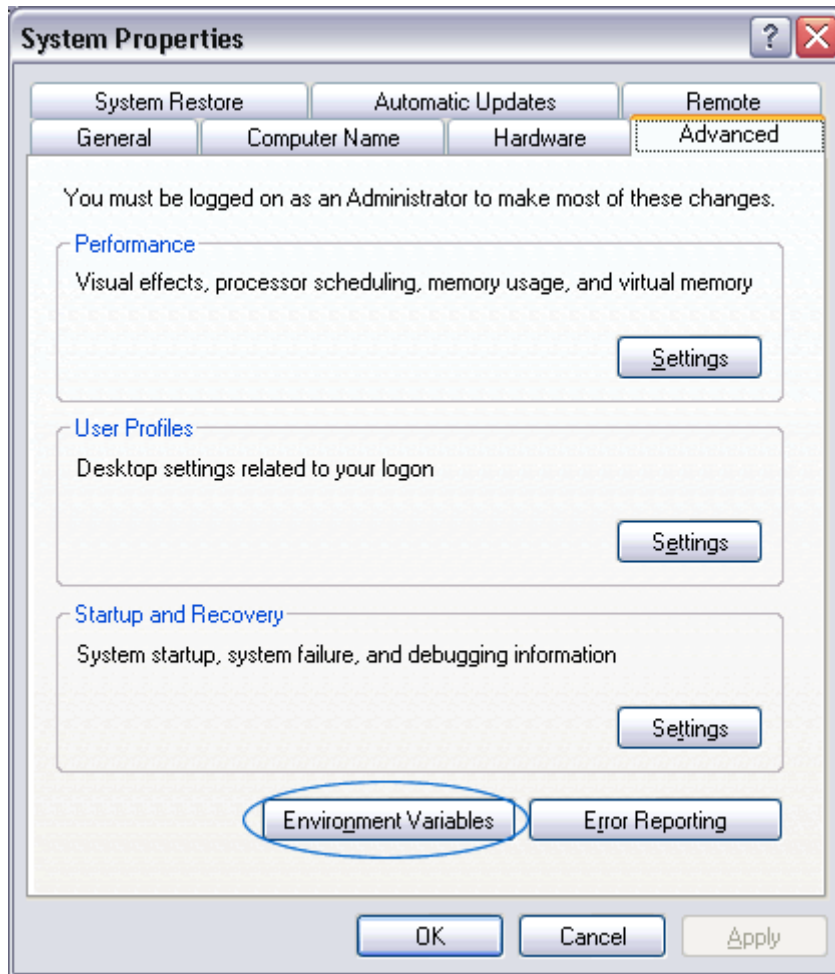 System Properties
System Restore Automatic Updates Remote
General Computer Name Hardware Advanced
You must be logged on as an Administrator to make most of these changes.
Performance
Visual effects, processor scheduling, memory usage, and virtual memory
Settings
User Profiles
Desktop settings related to your logon
Settings
Startup and Recovery
System startup, system failure, and debugging information
Settings
Environment Variables Error Reporting
OK Cancel Apply